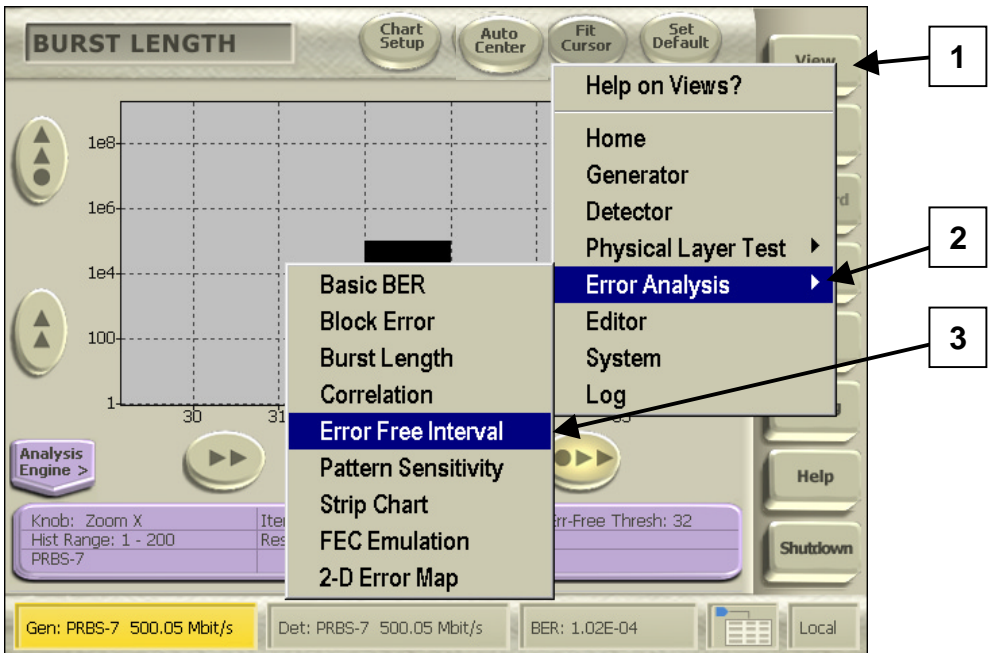 BURST LENGTH
Chart Setup
Auto Center
Fit Cursor
Set Default
View
1
Help on Views?
Home
Generator
Detector
Physical Layer Test
Error Analysis
Editor
System
Log
2
3
Basic BER
Block Error
Burst Length
Correlation
Error Free Interval
Pattern Sensitivity
Strip Chart
FEC Emulation
2-D Error Map
1e8
1e6
1e4
100
1
30
31
Analysis
Engine >
Help
Shutdown
Knob: Zoom X
Hist Range: 1 - 200
PRBS-7
Err-Free Thresh: 32
Gen: PRBS-7 500.05 Mbit/s
Det: PRBS-7 500.05 Mbit/s
BER: 1.02E-04
Local